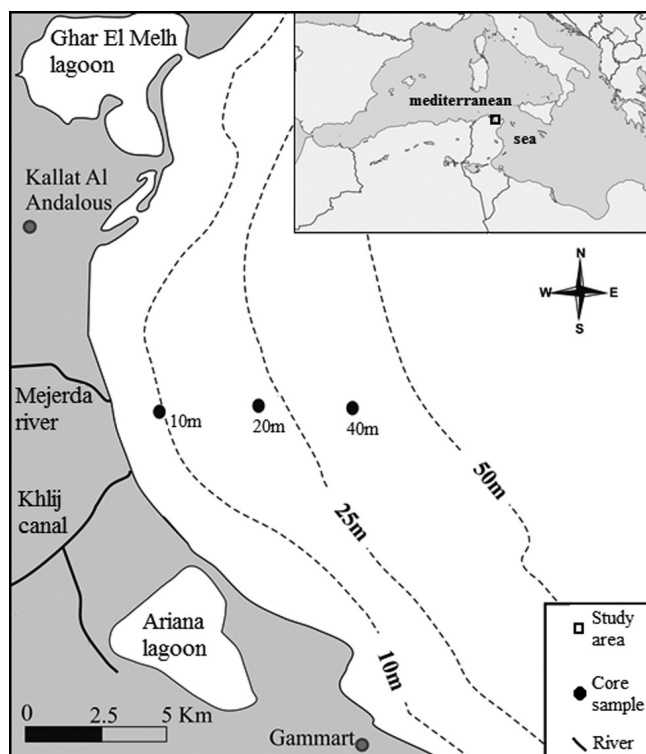 Ghar El Melh
lagoon
mediterranean
sea
Kallat Al
Andalous
N
W E
S
Mejerda
river
10m
20m
40m
Khlij
canal
50m
25m
10m
Ariana
lagoon
0 2.5 5 Km
Gammart
Study
area
Core
sample
River